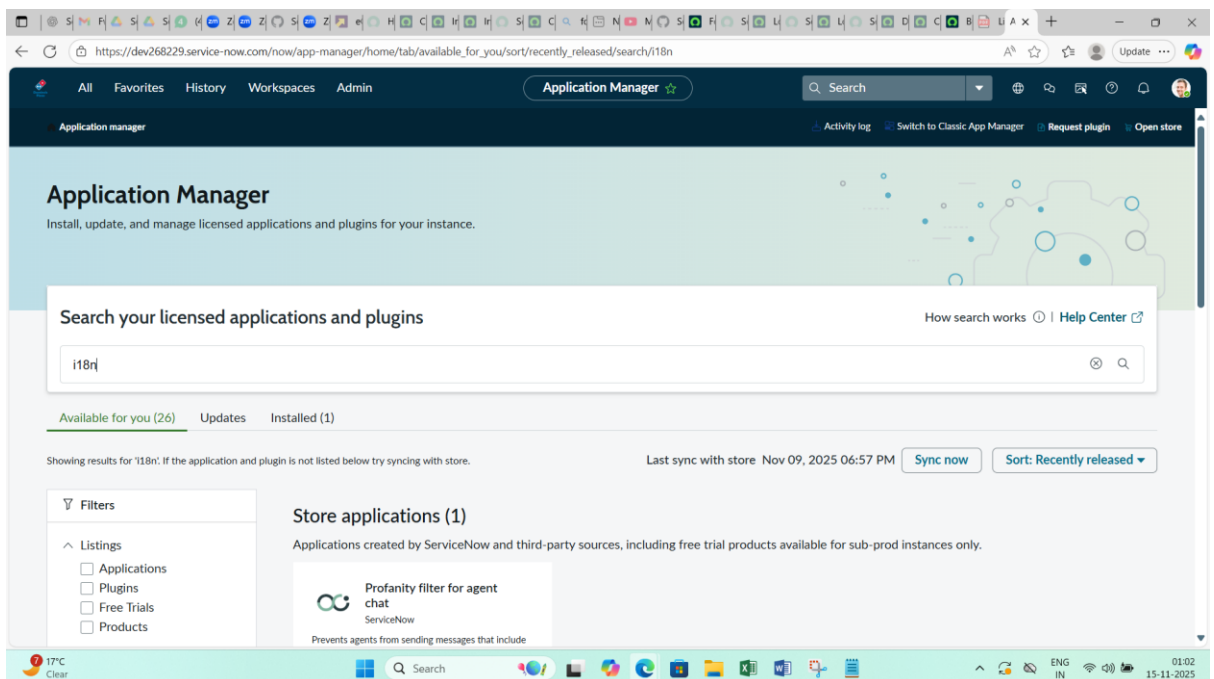 https://dev268229.service-now.com/now/app-manager/home/tab/available_for_you/sort/recently_released/search/i18n
Update
All Favorites History Workspaces Admin
Application Manager
Search
Application manager
Activity log Switch to Classic App Manager Request plugin Open store
Application Manager
Install, update, and manage licensed applications and plugins for your instance.
Search your licensed applications and plugins
How search works | Help Center
i18n
Available for you (26) Updates Installed (1)
Showing results for 'i18n'. If the application and plugin is not listed below try syncing with store.
Last sync with store Nov 09, 2025 06:57 PM Sync now Sort: Recently released
Filters
Listings
Applications
Plugins
Free Trials
Products
Store applications (1)
Applications created by ServiceNow and third-party sources, including free trial products available for sub-prod instances only.
Profanity filter for agent
chat
ServiceNow
Prevents agents from sending messages that include
7
17°C
Clear
Search
ENG
IN
01:02
15-11-2025